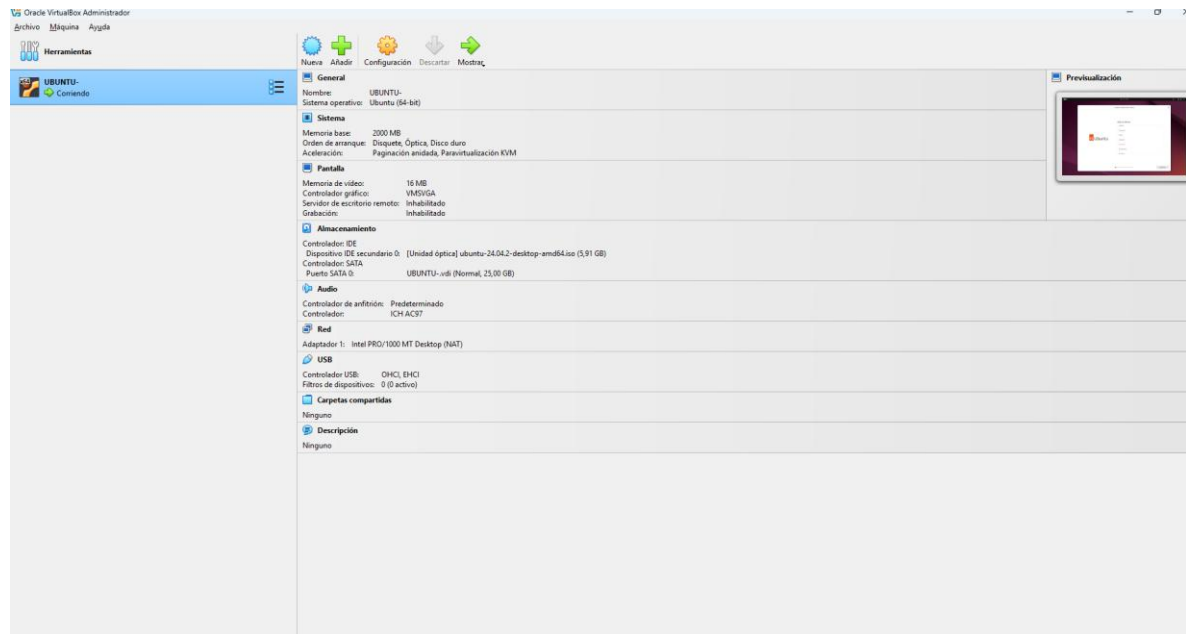 Oracle VirtualBox Administrador
Archivo Máquina Ayuda
Herramientas
Nueva Añadir Configuración Descartar Mostrar
UBUNTU-
Corriendo
General
Nombre: UBUNTU-
Sistema operativo: Ubuntu (64-bit)
Sistema
Memoria base: 2000 MB
Orden de arranque: Disquete, Óptica, Disco duro
Aceleración: Paginación anidada, Paravirtualización KVM
Pantalla
Memoria de vídeo: 16 MB
Controlador gráfico: VMSVGA
Servidor de escritorio remoto: Inhabilitado
Grabación: Inhabilitado
Almacenamiento
Controlador: IDE
Dispositivo IDE secundario 0: [Unidad óptica] ubuntu-24.04.2-desktop-amd64.iso (5,91 GB)
Controlador: SATA
Puerto SATA 0: UBUNTU-.vdi (Normal, 25,00 GB)
Audio
Controlador de anfitrión: Predeterminado
Controlador: ICH AC97
Red
Adaptador 1: Intel PRO/1000 MT Desktop (NAT)
USB
Controlador USB: OHCI, EHCI
Filtros de dispositivos: 0 (0 activo)
Carpetas compartidas
Ninguno
Descripción
Ninguno
Previsualización